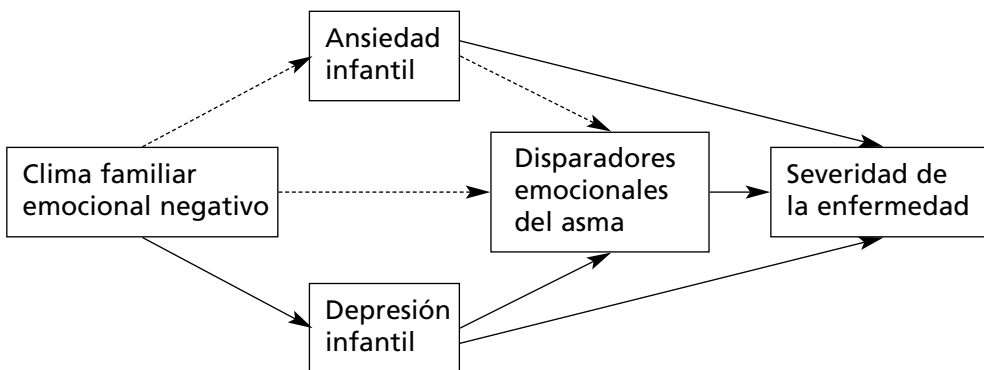 Ansiedad
infantil
Clima familiar
emocional negativo
Disparadores
emocionales
del asma
Severidad de
la enfermedad
Depresión
infantil